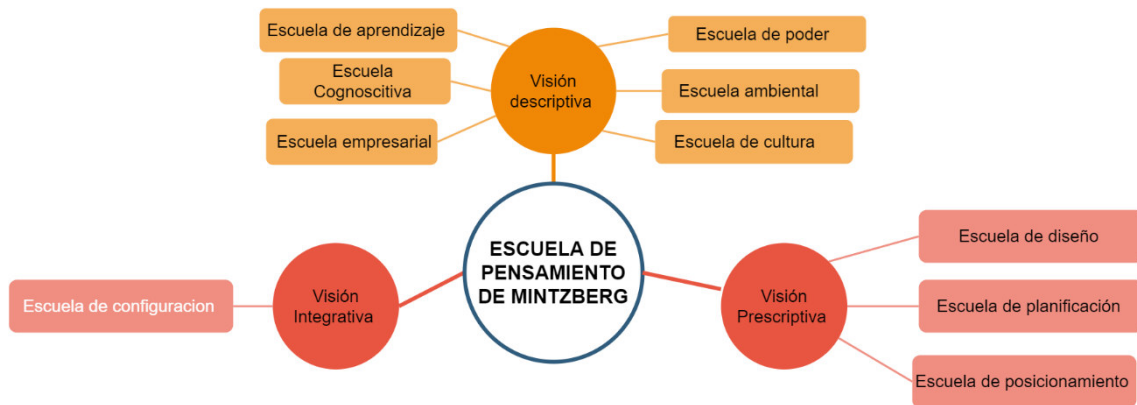 Escuela de aprendizaje
Escuela
Cognoscitiva
Escuela empresarial
Visión
descriptiva
Escuela de poder
Escuela ambiental
Escuela de cultura
ESCUELA DE
PENSAMIENTO
DE MINTZBERG
Escuela de configuracion
Visión
Integrativa
Visión
Prescriptiva
Escuela de diseño
Escuela de planificación
Escuela de posicionamiento